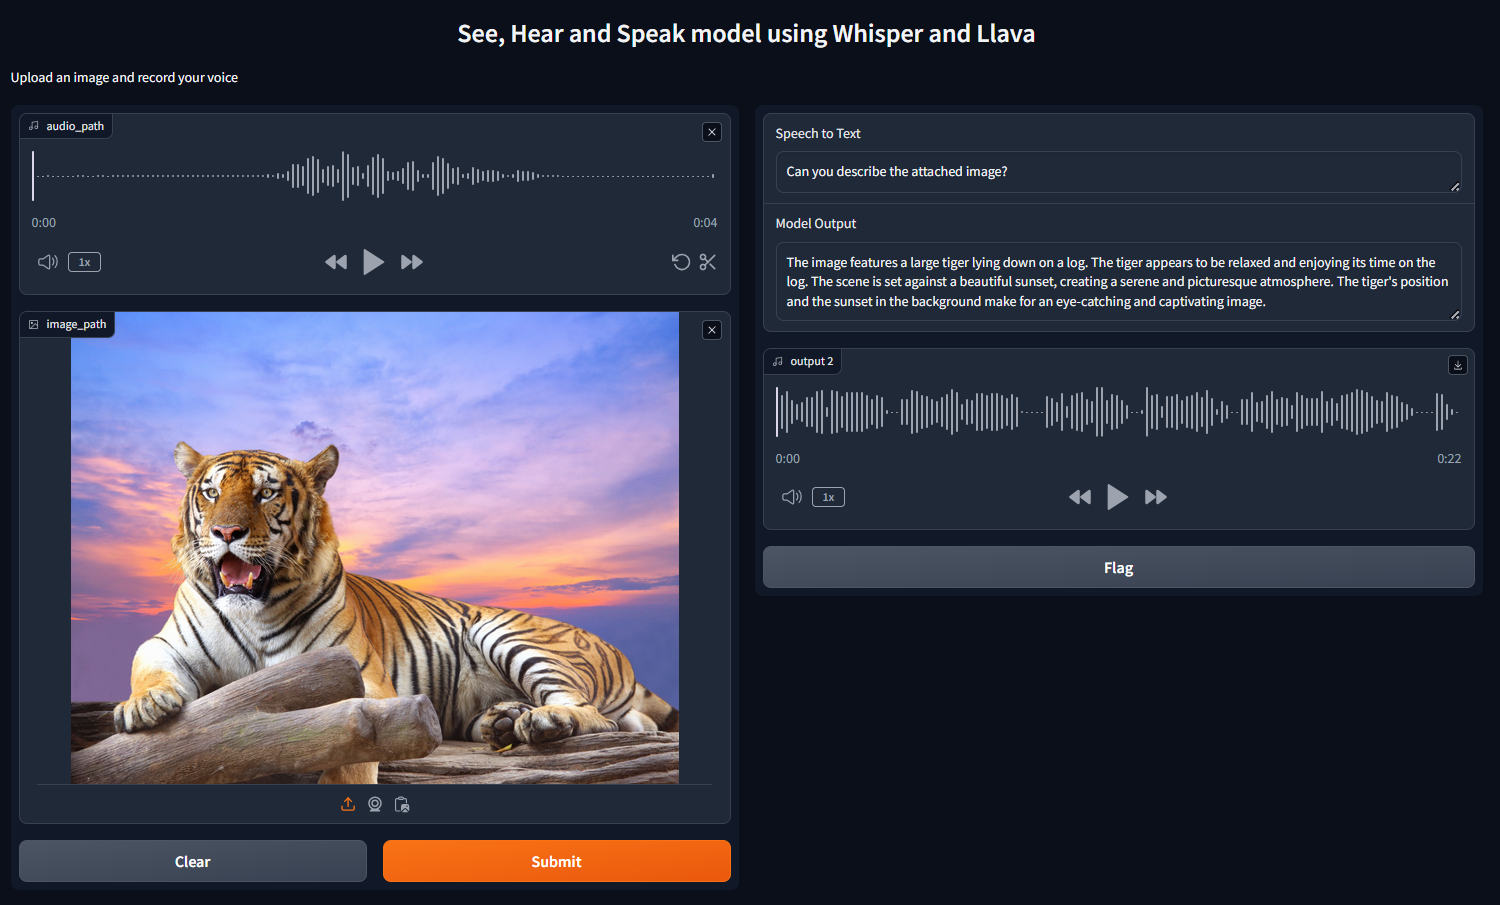 See, Hear and Speak model using Whisper and Llava
Upload an image and record your voice
audio_path
0:00
0:04
1x
image_path
Clear
Submit
Speech to Text
Can you describe the attached image?
Model Output
The image features a large tiger lying down on a log. The tiger appears to be relaxed and enjoying its time on the
log. The scene is set against a beautiful sunset, creating a serene and picturesque atmosphere. The tiger's position
and the sunset in the background make for an eye-catching and captivating image.
output 2
0:00
0:22
1x
Flag